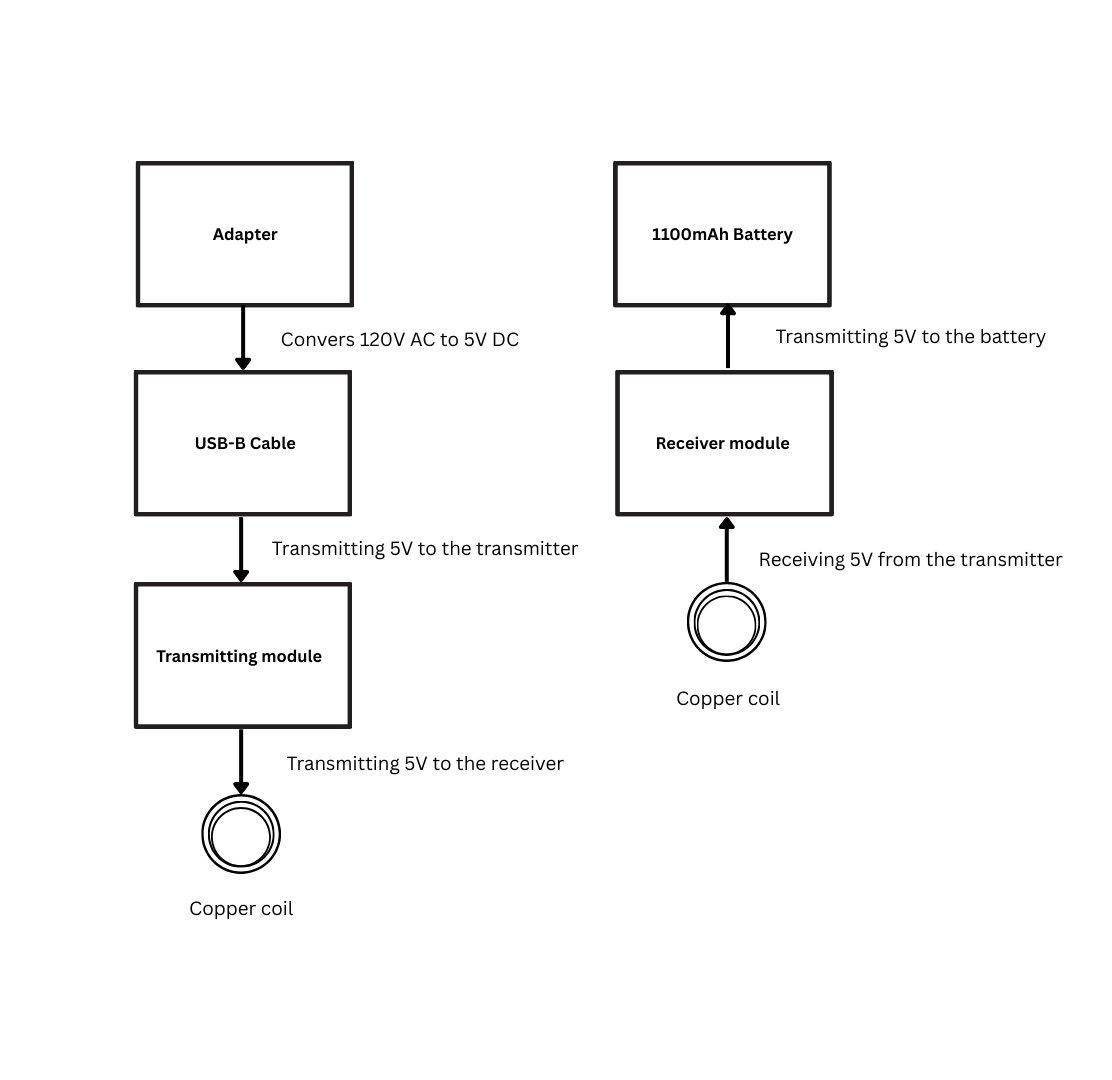 Adapter
Convers 120V AC to 5V DC
USB-B Cable
Transmitting 5V to the transmitter
Transmitting module
Transmitting 5V to the receiver
Copper coil
1100mAh Battery
Transmitting 5V to the battery
Receiver module
Receiving 5V from the transmitter
Copper coil